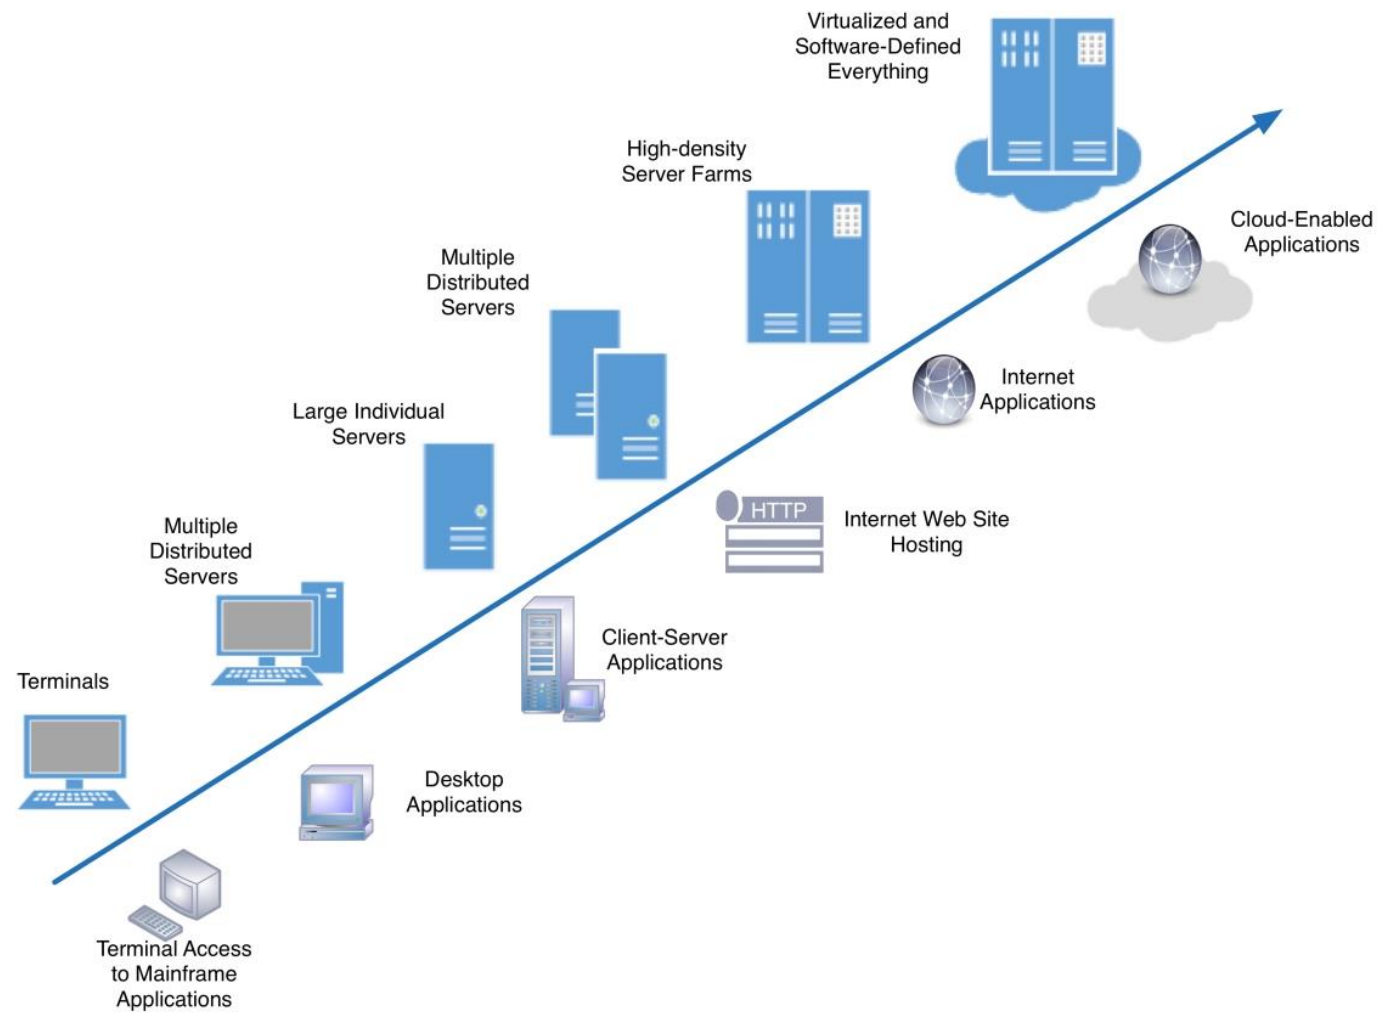 Virtualized and
Software-Defined
Everything
High-density
Server Farms
Cloud-Enabled
Applications
Multiple
Distributed
Servers
Internet
Applications
Large Individual
Servers
HTTP
Internet Web Site
Hosting
Multiple
Distributed
Servers
Client-Server
Applications
Terminals
Desktop
Applications
Terminal Access
to Mainframe
Applications